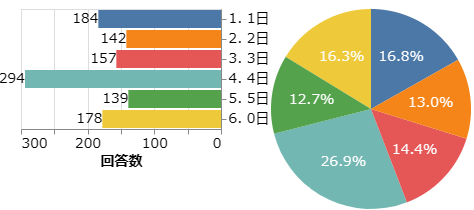 184 1. 1日
142 2. 2日
157 3. 3日
294 4. 4日
139 5. 5日
178 6. 0日
300 200 100 0
回答数
16.3% 16.8%
12.7% 13.0%
14.4%
26.9%